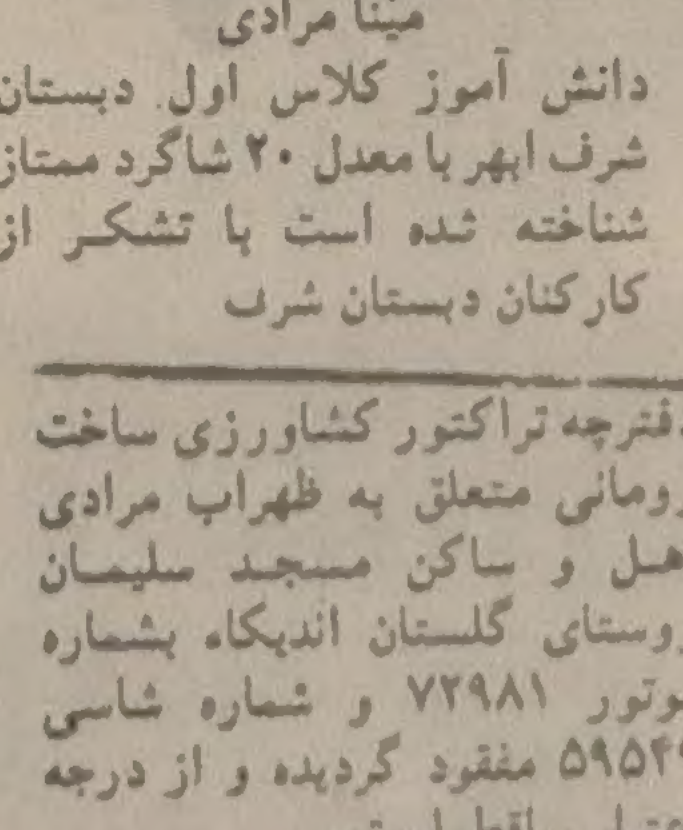 مینا مرادی
دانش آموز کلاس اول دبستان
شرف ابهر با معدل ۲۰ شاگرد ممتاز
شناخته شده است با تشکر از
کارکنان دبستان شرف
دفترچه تراکتور کشاورزی ساخت
رومانی متعلق به ظهراب مرادی
اهل و ساکن مسجد سلیمان
روستای گلستان اندیکاه بشماره
موتور ۷۲۹۸۱ و شماره شاسی
مفقود گردیده و از درجه